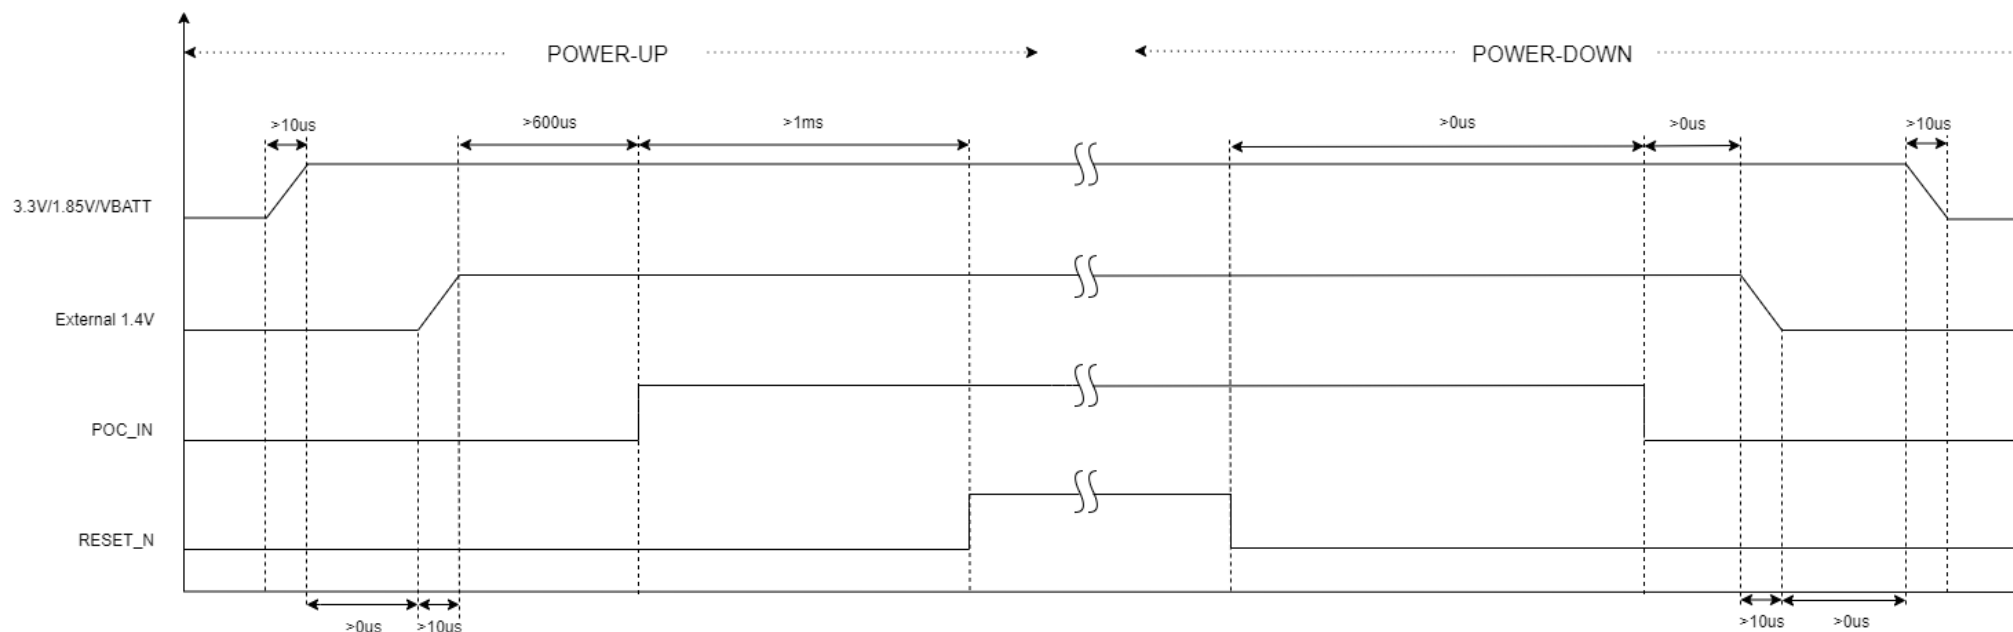 POWER-UP
POWER-DOWN
>10us
>600us
>1ms
>0us
>0us
>10us
3.3V/1.85V/VBATT
External 1.4V
POC_IN
RESET_N
>0us
>10us
>10us
>0us